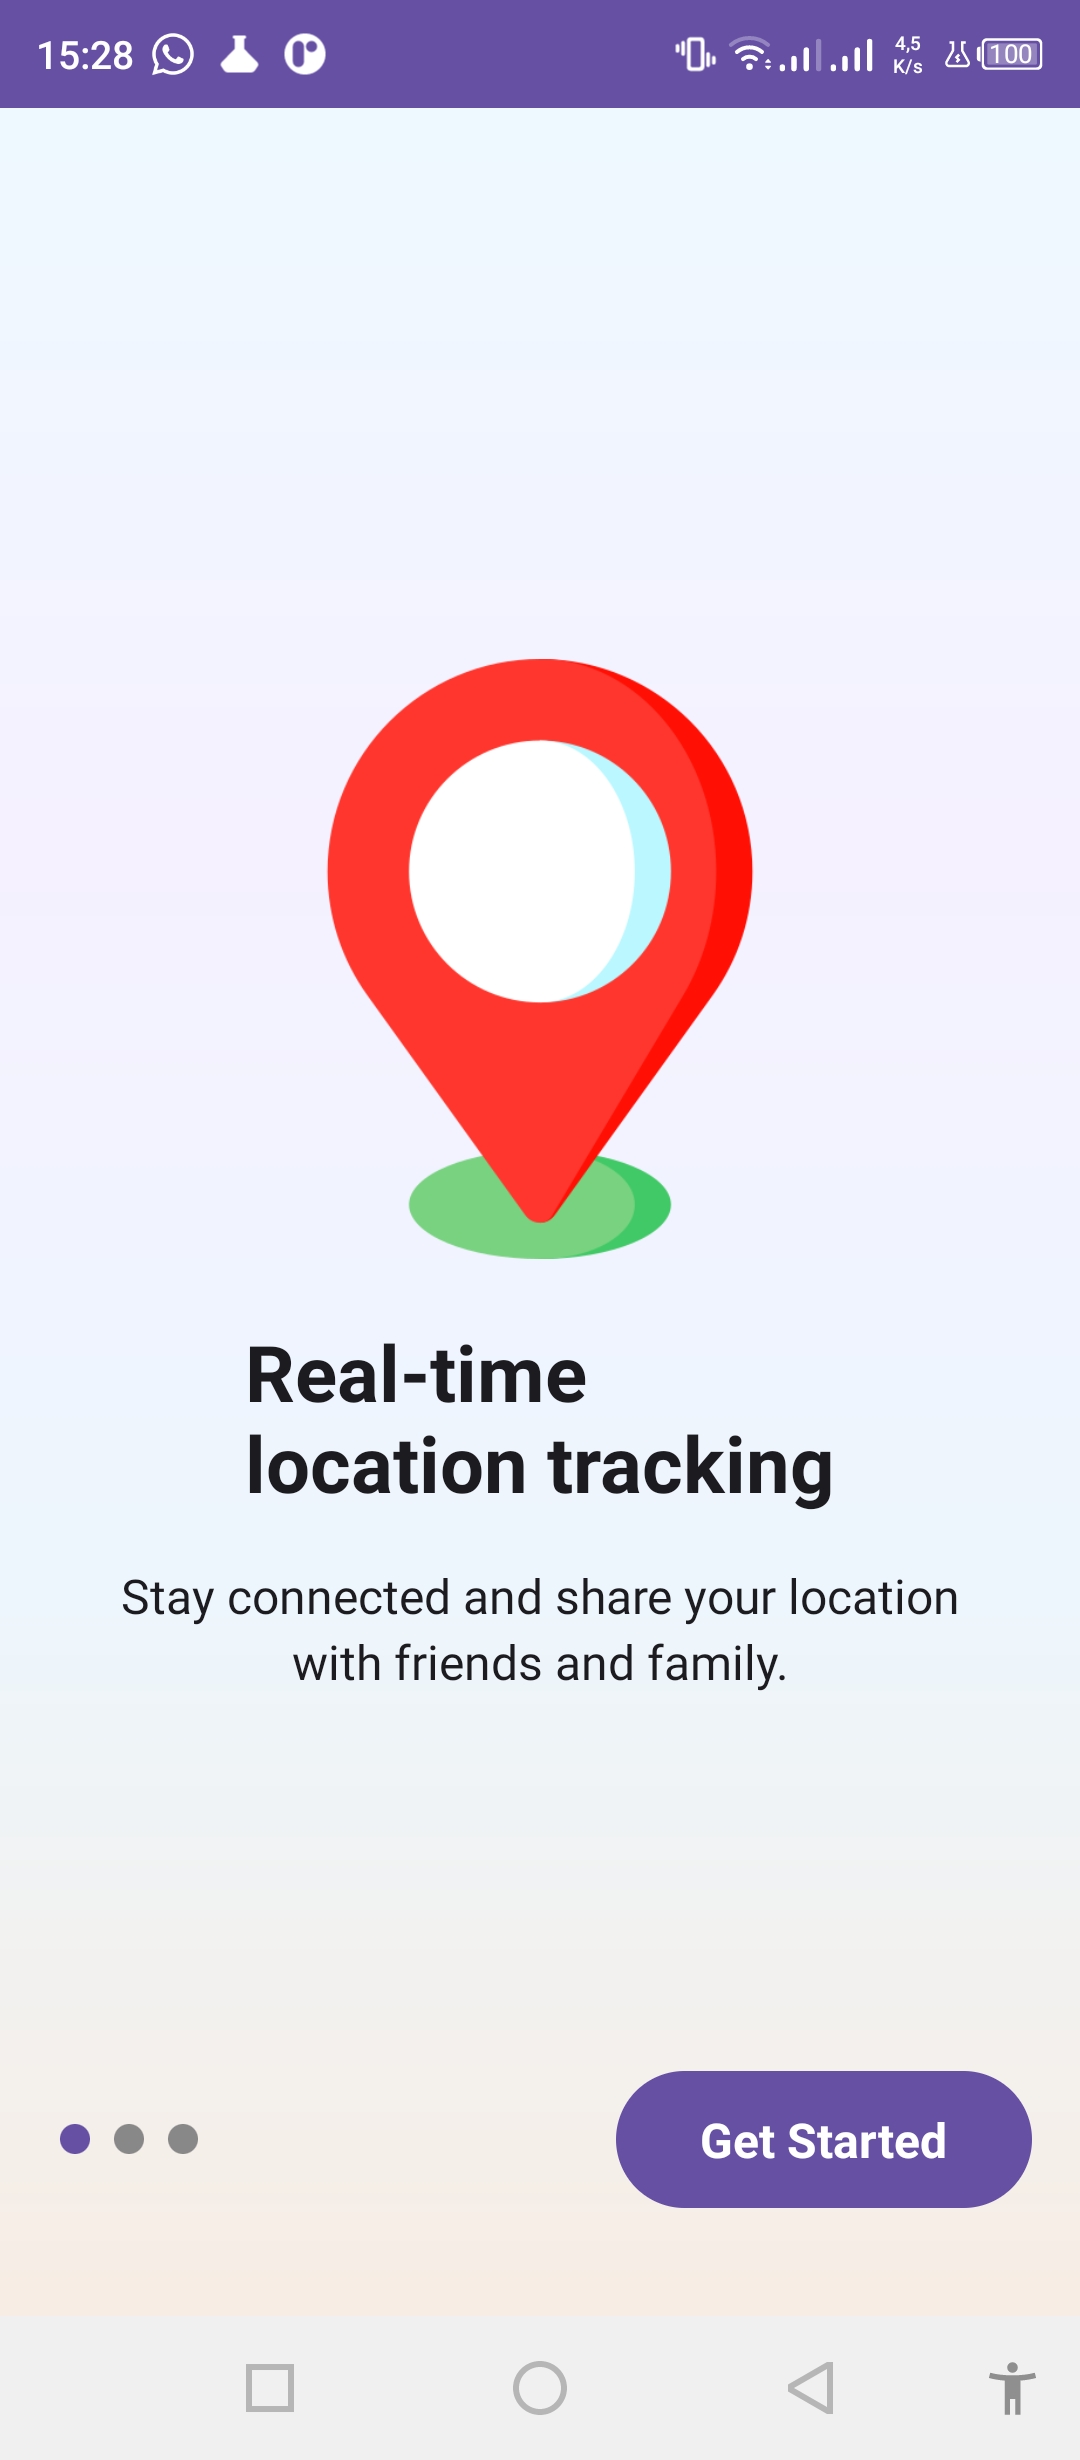 15:28
4,5
K/s
100
Real-time
location tracking
Stay connected and share your location
with friends and family.
Get Started